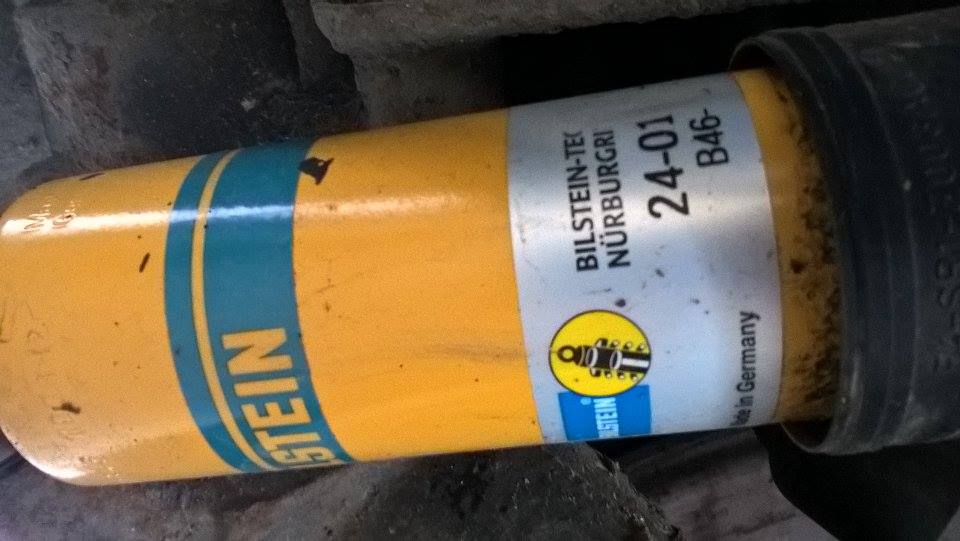 STEIN
BILSTEIN-TEC
NÜRBURGRI
24-01
B46-
BILSTEIN
de in Germany